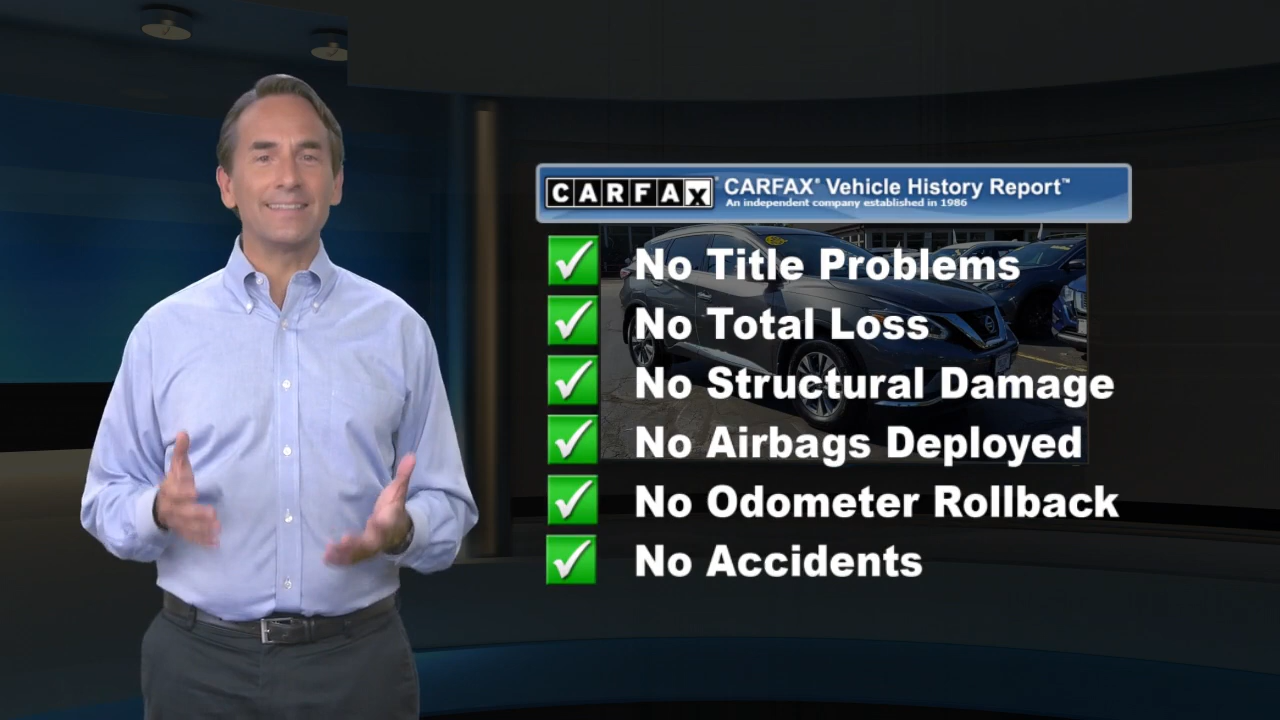 CARFAX® CARFAX® Vehicle History Report™
An independent company established in 1986
No Title Problems
No Total Loss
No Structural Damage
No Airbags Deployed
No Odometer Rollback
No Accidents